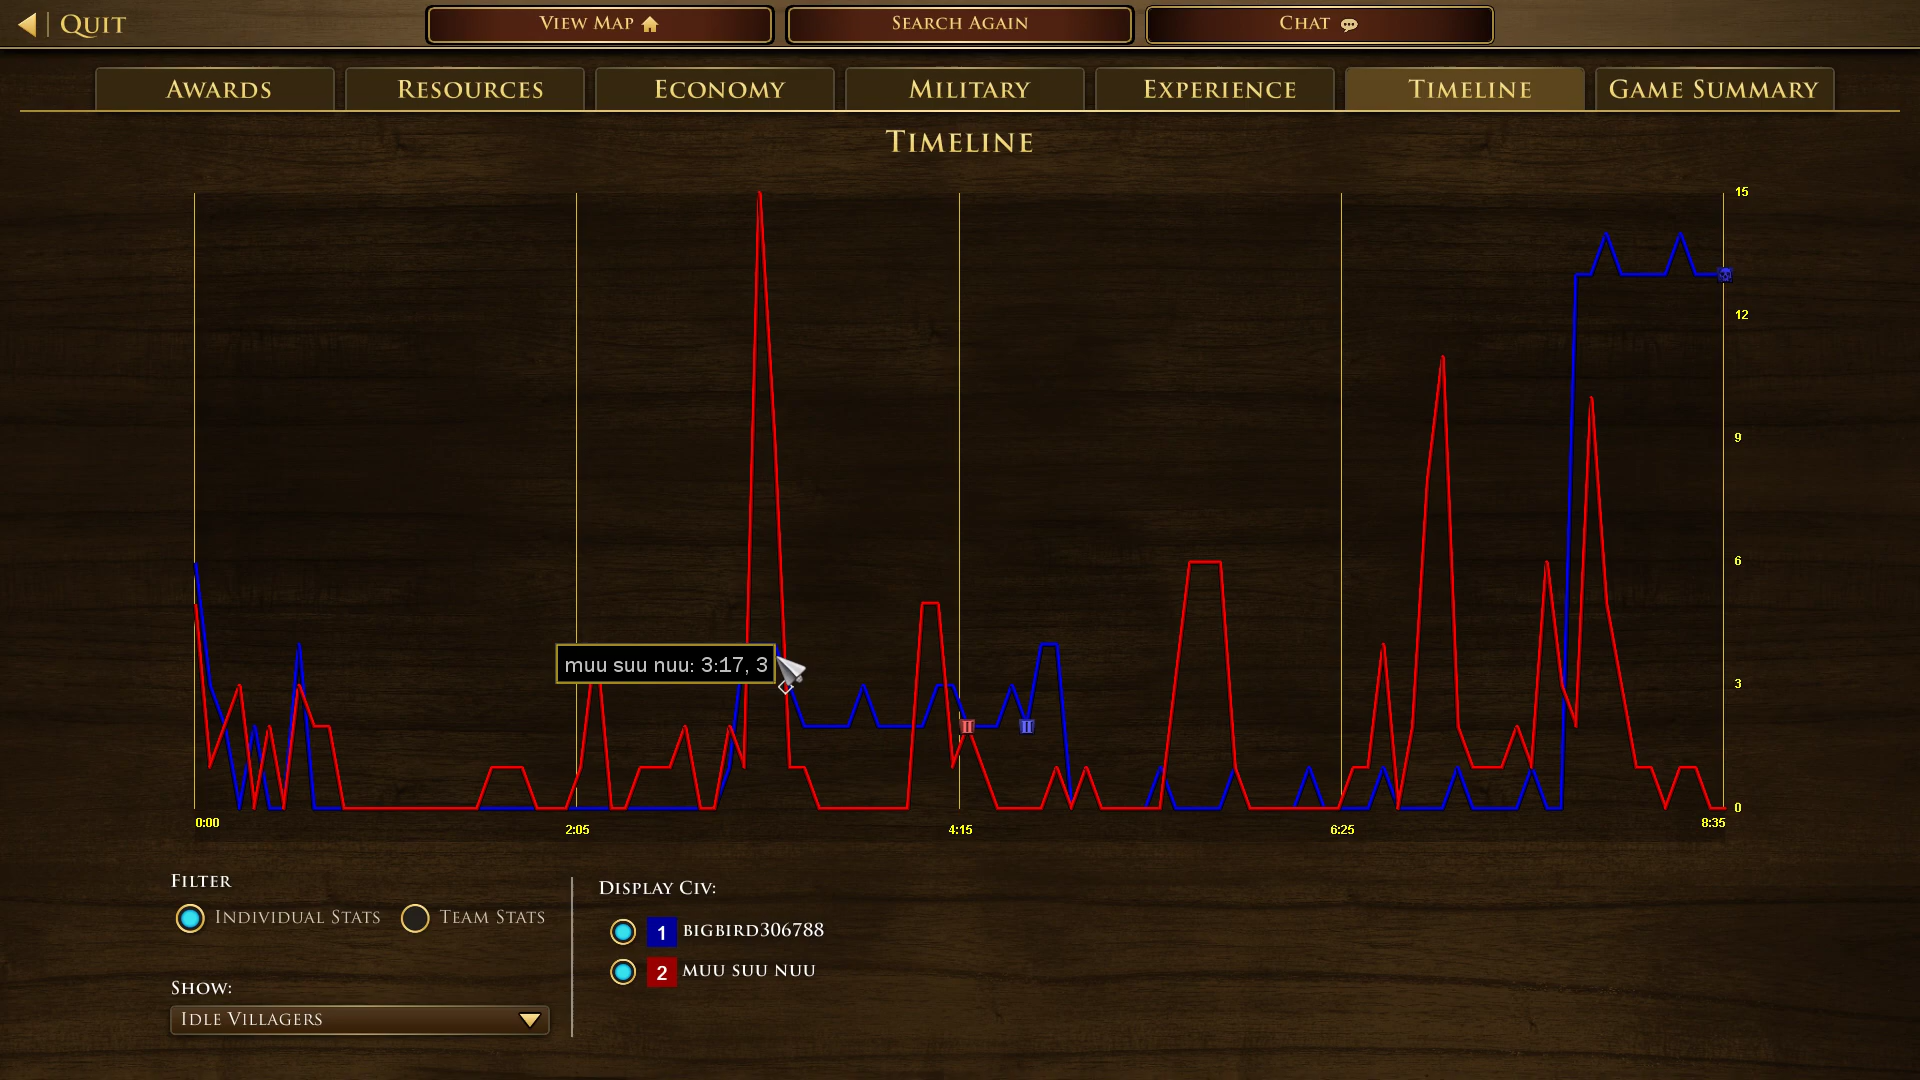 QUIT
VIEW MAP
SEARCH AGAIN
CHAT
AWARDS
RESOURCES
ECONOMY
MILITARY
EXPERIENCE
TIMELINE
GAME SUMMARY
TIMELINE
15
12
9
6
3
0
muu suu nuu: 3:17, 3
II
II
0:00
2:05
4:15
6:25
8:35
FILTER
INDIVIDUAL STATS
TEAM STATS
SHOW:
IDLE VILLAGERS
DISPLAY CIV:
1 BIGBIRD306788
2 MUU SUU NUU